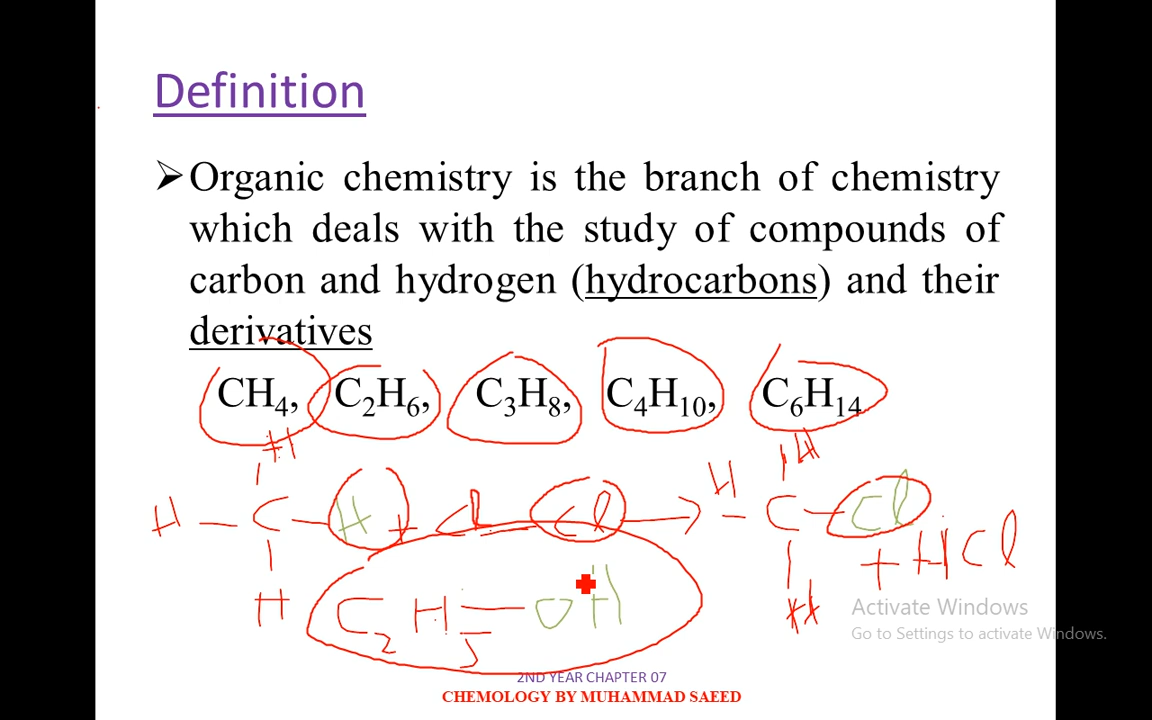 Definition
➢Organic chemistry is the branch of chemistry
which deals with the study of compounds of
carbon and hydrogen (hydrocarbons) and their
derivatives
CH₄, C₂H₆, C₃H₈, C₄H₁₀, C₆H₁₄
H H
H
H – C – H + Cl – Cl → – C – Cl
+ HCl
H H
C₂H₅ – OH
Activate Windows
Go to Settings to activate Windows.
2ND YEAR CHAPTER 07
CHEMOLOGY BY MUHAMMAD SAEED